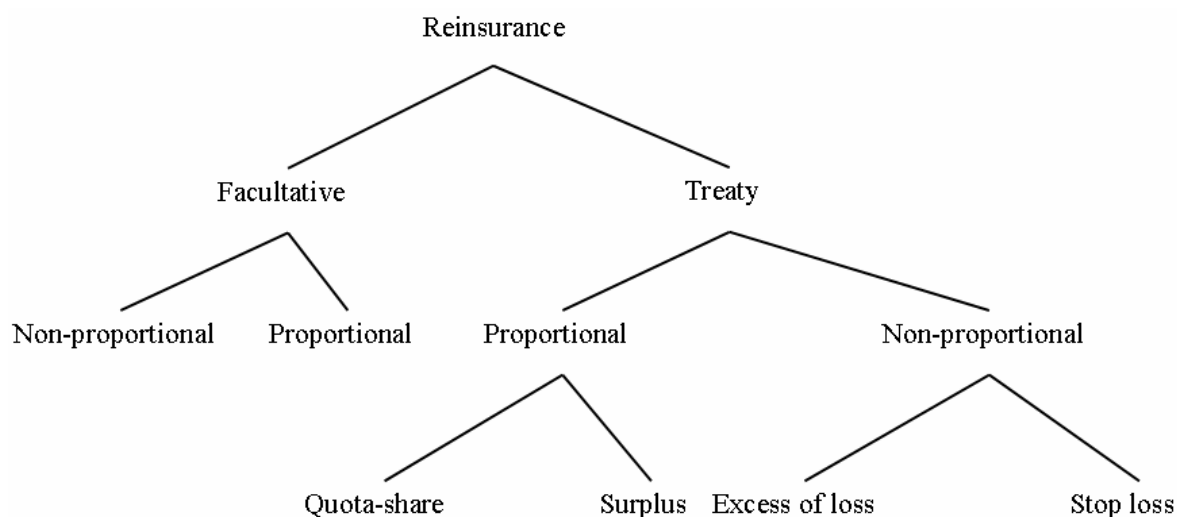 Reinsurance
Facultative
Treaty
Non-proportional
Proportional
Proportional
Non-proportional
Quota-share
Surplus
Excess of loss
Stop loss